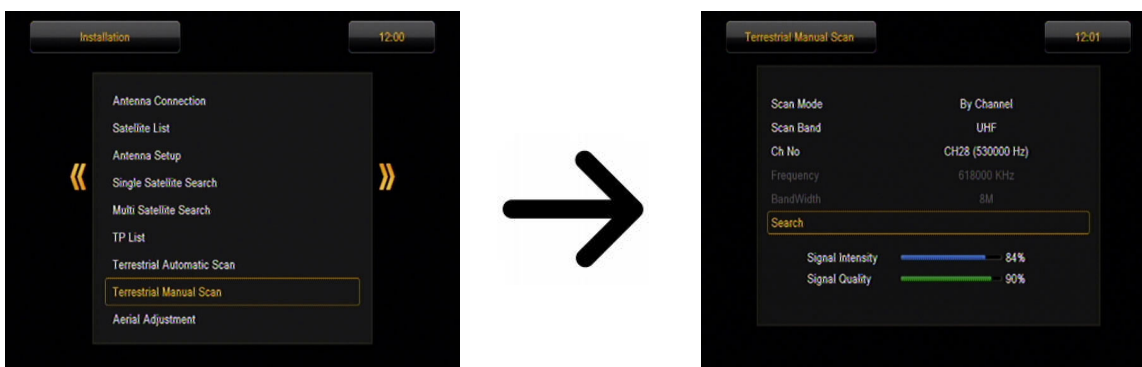 Installation
12:00
Antenna Connection
Satellite List
Antenna Setup
Single Satellite Search
Multi Satellite Search
TP List
Terrestrial Automatic Scan
Terrestrial Manual Scan
Aerial Adjustment
Terrestrial Manual Scan
12:01
Scan Mode By Channel
Scan Band UHF
Ch No CH28 (530000 Hz)
Frequency 618000 KHz
BandWidth 8M
Search
Signal Intensity 84%
Signal Quality 90%